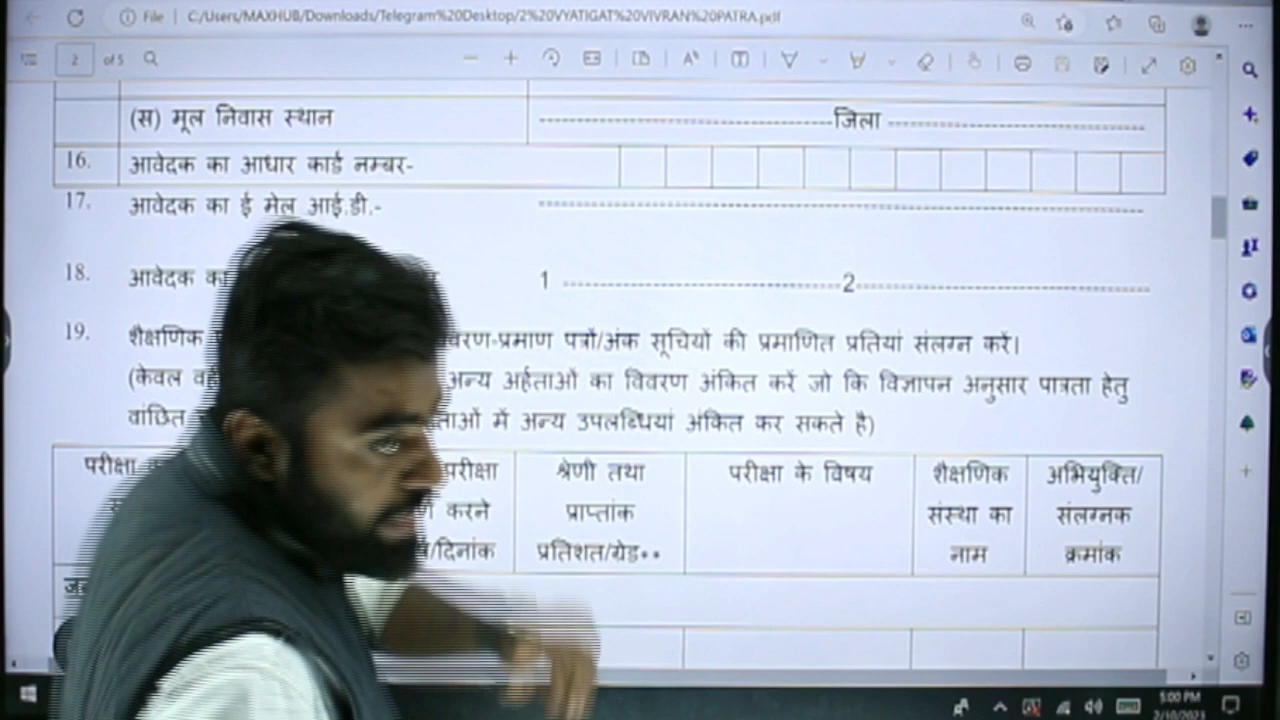 File | C:/Users/MAXHUB/Downloads/Telegram%20Desktop/2%20VYATIGAT%20VIVRAN%20PATRA.pdf
2 of 5
(स) मूल निवास स्थान जिला
16. आवेदक का आधार कार्ड नम्बर-
17. आवेदक का ई मेल आई.डी.-
18. आवेदक का 1 2
19. शैक्षणिक वरण-प्रमाण पत्रों/अंक सूचियों की प्रमाणित प्रतियां संलग्न करें।
(केवल अन्य अर्हताओं का विवरण अंकित करें जो कि विज्ञापन अनुसार पात्रता हेतु
वांछित ताओं में अन्य उपलब्धियां अंकित कर सकते है)
परीक्षा परीक्षा श्रेणी तथा परीक्षा के विषय शैक्षणिक अभियुक्ति/
करने प्राप्तांक संस्था का संलग्नक
/दिनांक प्रतिशत/ग्रेड** नाम क्रमांक
5:00 PM
2/10/2023